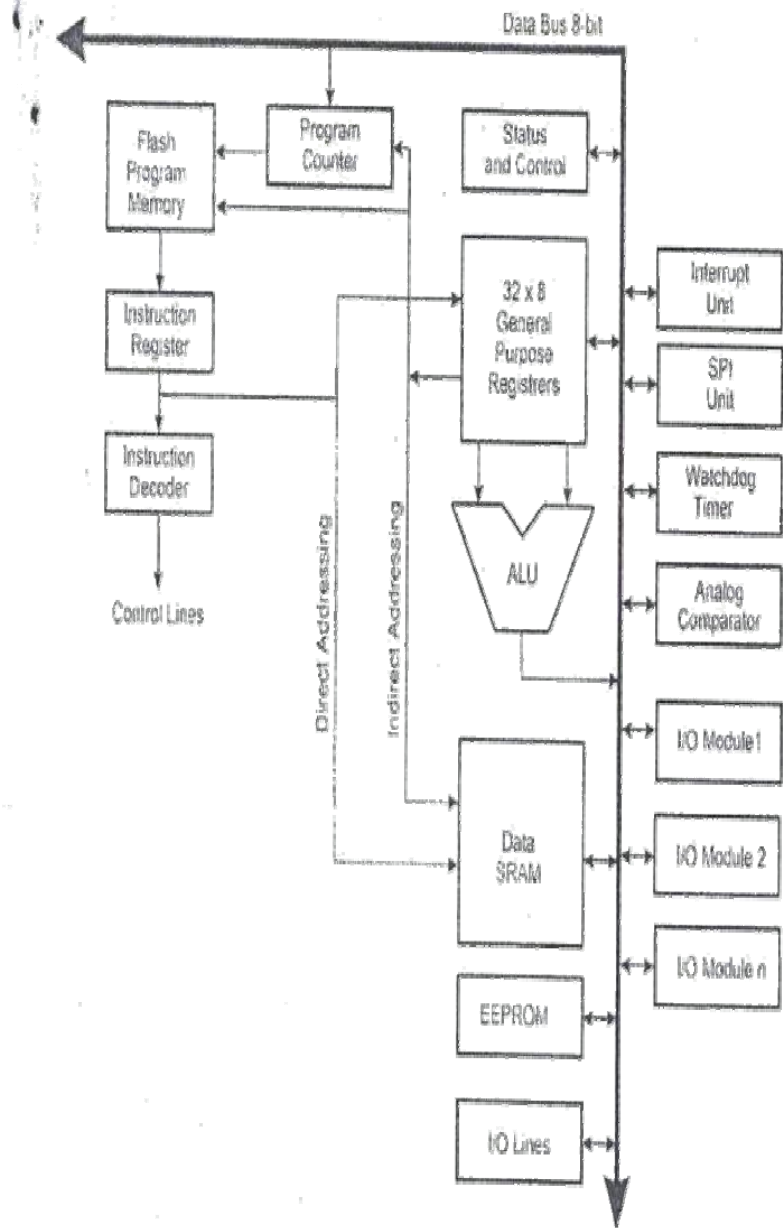 Data Bus 8-bit
Flash
Program
Memory
Program
Counter
Status
and Control
32 x 8
General
Purpose
Registrers
Interrupt
Unit
Instruction
Register
SPI
Unit
Instruction
Decoder
Watchdog
Timer
Control Lines
Direct Addressing
Indirect Addressing
ALU
Analog
Comparator
I/O Module1
Data
SRAM
I/O Module 2
I/O Module n
EEPROM
I/O Lines